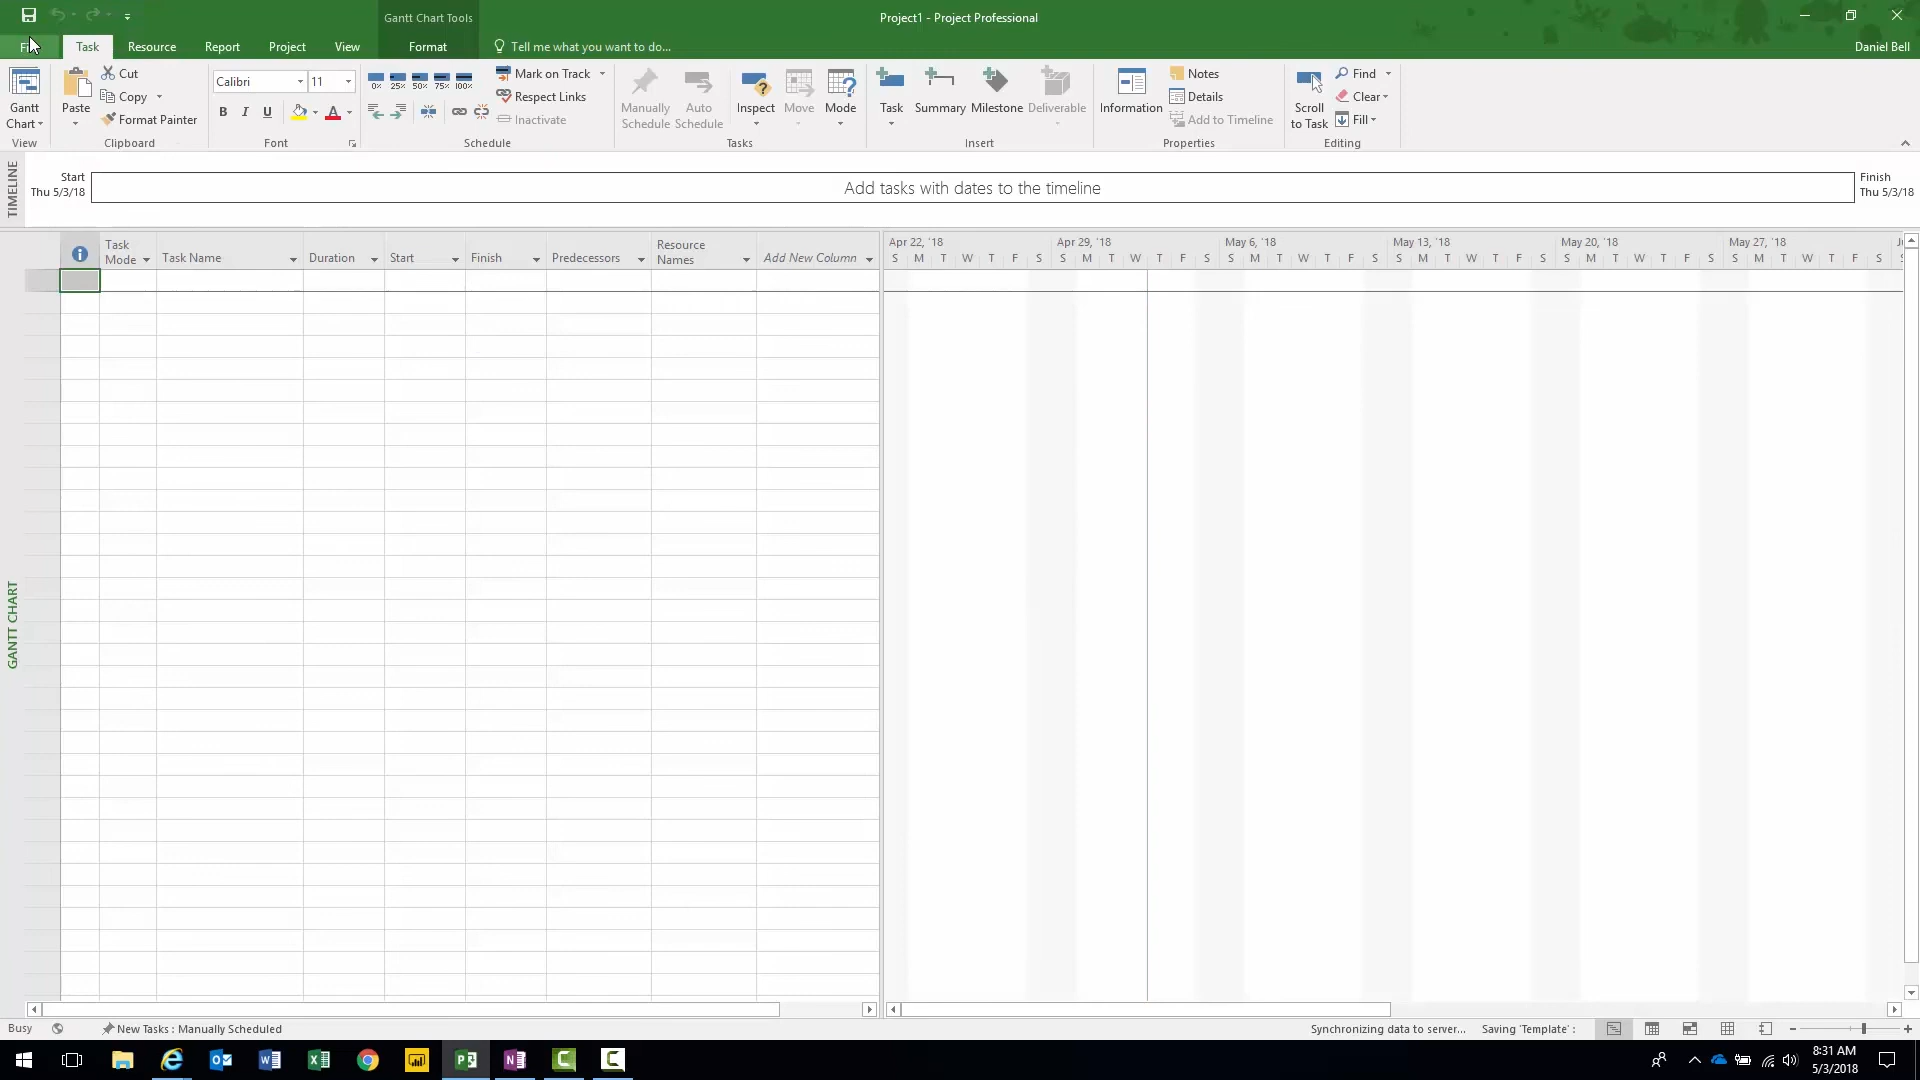 Gantt Chart Tools
Project1 - Project Professional
Task
Resource
Report
Project
View
Format
Tell me what you want to do...
Daniel Bell
Gantt Chart
View
Paste
Cut
Copy
Format Painter
Clipboard
Calibri
11
B
I
U
A
Font
0%
25%
50%
75%
100%
Mark on Track
Respect Links
Inactivate
Schedule
Manually Schedule
Auto Schedule
Inspect
Move
Mode
Tasks
Task
Summary
Milestone
Deliverable
Insert
Information
Notes
Details
Add to Timeline
Properties
Scroll to Task
Find
Clear
Fill
Editing
TIMELINE
Start
Thu 5/3/18
Add tasks with dates to the timeline
Finish
Thu 5/3/18
Task Mode
Task Name
Duration
Start
Finish
Predecessors
Resource Names
Add New Column
Apr 22, '18
Apr 29, '18
May 6, '18
May 13, '18
May 20, '18
May 27, '18
S M T W T F S S M T W T F S S M T W T F S S M T W T F S S M T W T F S S M T W T F S
GANTT CHART
Busy
New Tasks : Manually Scheduled
Synchronizing data to server...
Saving 'Template' :
8:31 AM
5/3/2018